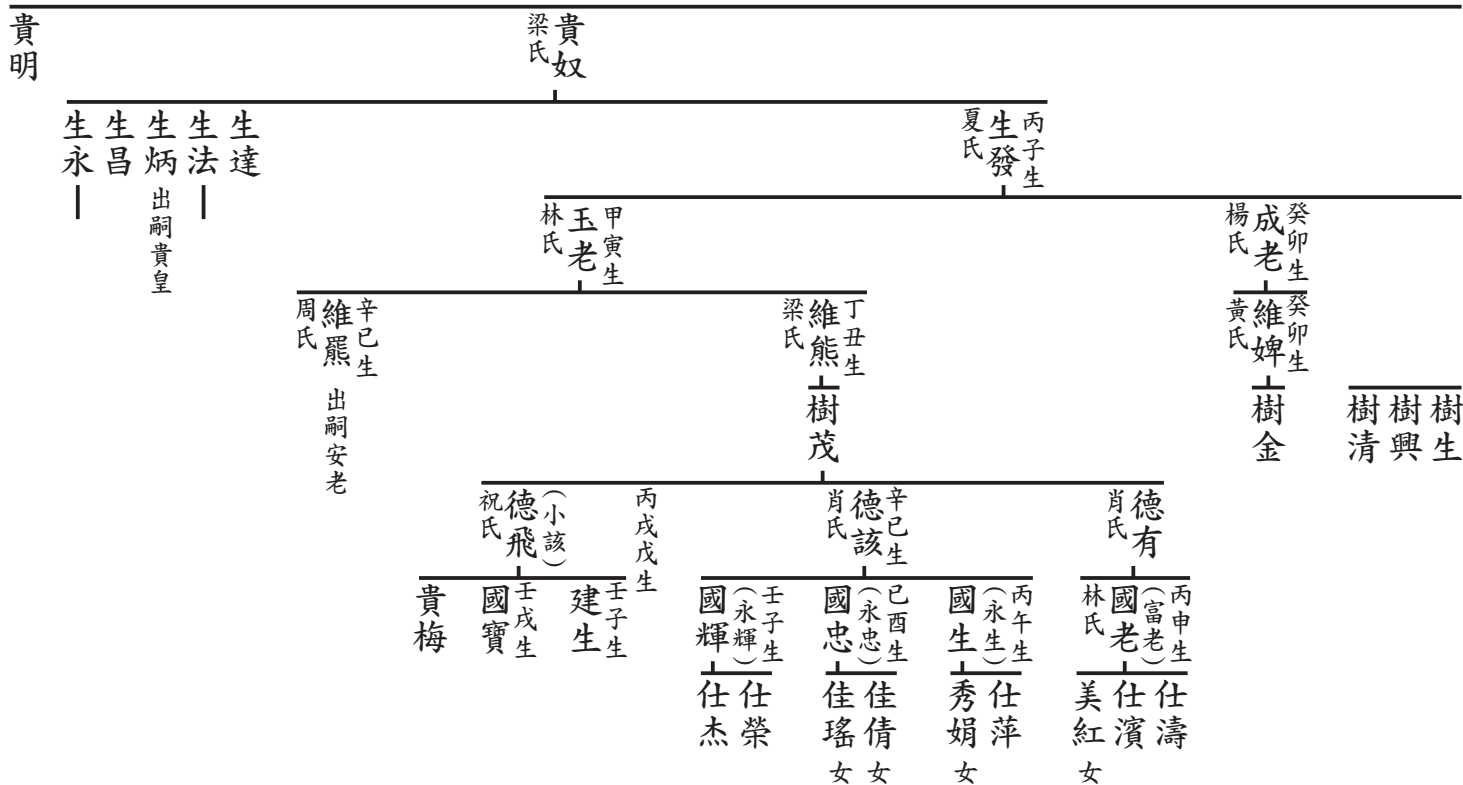 貴奴
梁氏
貴明
丙子生
生發
夏氏
生達
生法
生炳
出嗣貴皇
生昌
生永
癸卯生
成老
楊氏
甲寅生
玉老
林氏
癸卯生
維婢
黃氏
丁丑生
維熊
梁氏
辛巳生
維羆
周氏
出嗣安老
樹生
樹興
樹清
樹金
樹茂
德有
肖氏
辛巳生
德該
肖氏
丙戌戌生
(小該)
德飛
祝氏
丙申生
(富老)
國老
林氏
丙午生
(永生)
國生
已酉生
(永忠)
國忠
壬子生
(永輝)
國輝
壬子生
建生
壬戌生
國寶
貴梅
仕濤
仕濱
美紅
女
仕萍
秀娟
女
佳倩
女
佳瑤
女
仕榮
仕杰